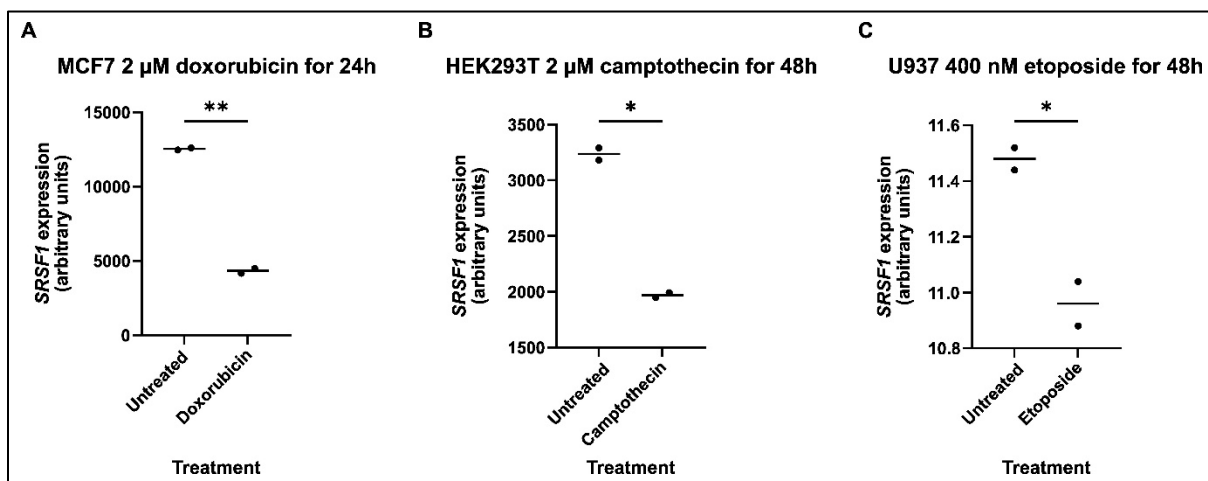 A
MCF7 2 µM doxorubicin for 24h
**
15000
10000
5000
0
SRSF1 expression
(arbitrary units)
Untreated
Doxorubicin
Treatment
B
HEK293T 2 µM camptothecin for 48h
*
3500
3000
2500
2000
1500
SRSF1 expression
(arbitrary units)
Untreated
Camptothecin
Treatment
C
U937 400 nM etoposide for 48h
*
11.6
11.4
11.2
11.0
10.8
SRSF1 expression
(arbitrary units)
Untreated
Etoposide
Treatment